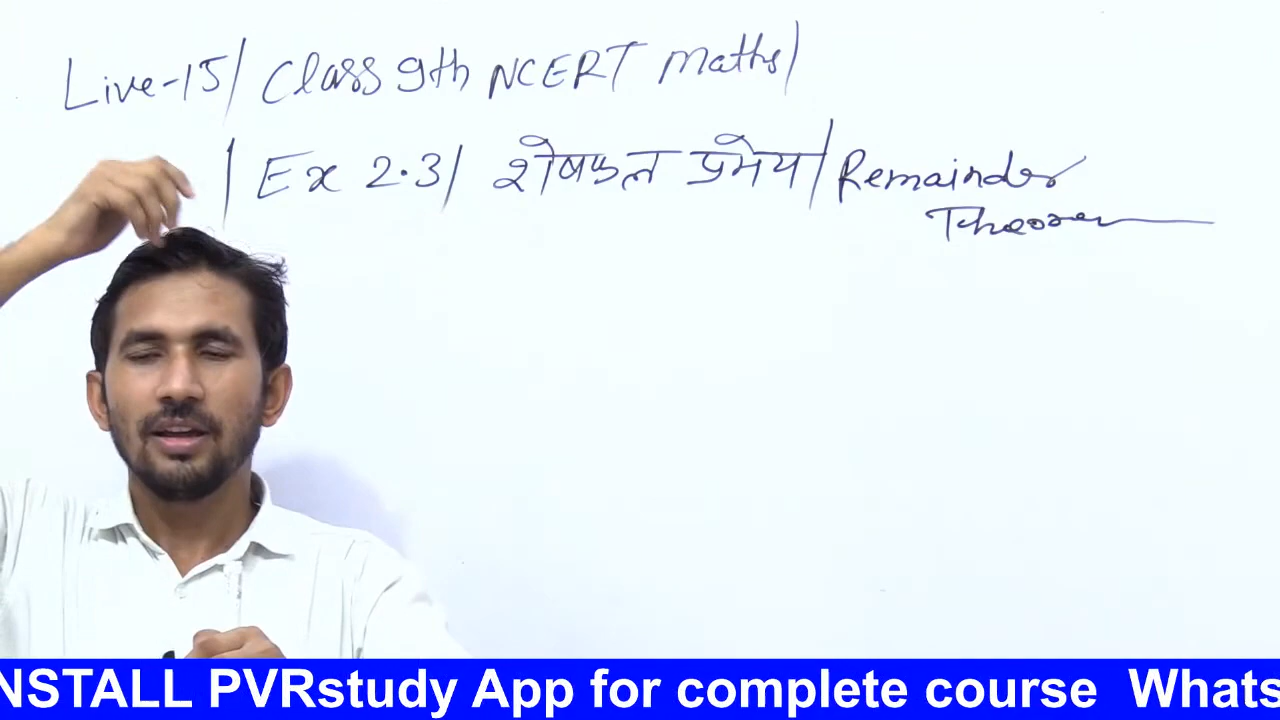 Live-15/ Class 9th NCERT Maths/
/ Ex 2.3/ शेषफल प्रमेय/ Remainder
Theorem
NSTALL PVRstudy App for complete course Whats